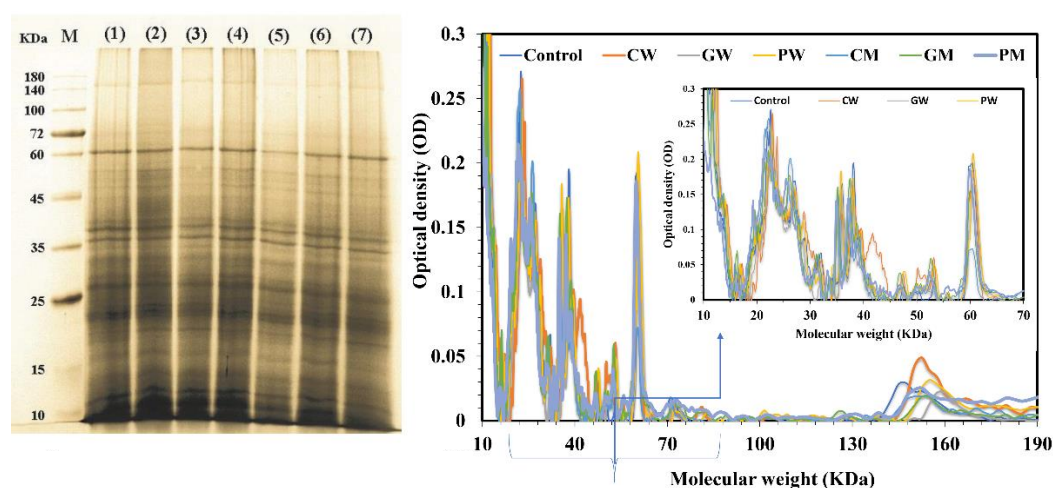 KDa M (1) (2) (3) (4) (5) (6) (7)
180
140
100
72
60
45
35
25
15
10
Optical density (OD)
0.3
0.25
0.2
0.15
0.1
0.05
0
Control CW GW PW CM GM PM
10 40 70 100 130 160 190
Molecular weight (KDa)
Optical density (OD)
0.3
0.25
0.2
0.15
0.1
0.05
0
Control CW GW PW
10 20 30 40 50 60 70
Molecular weight (KDa)